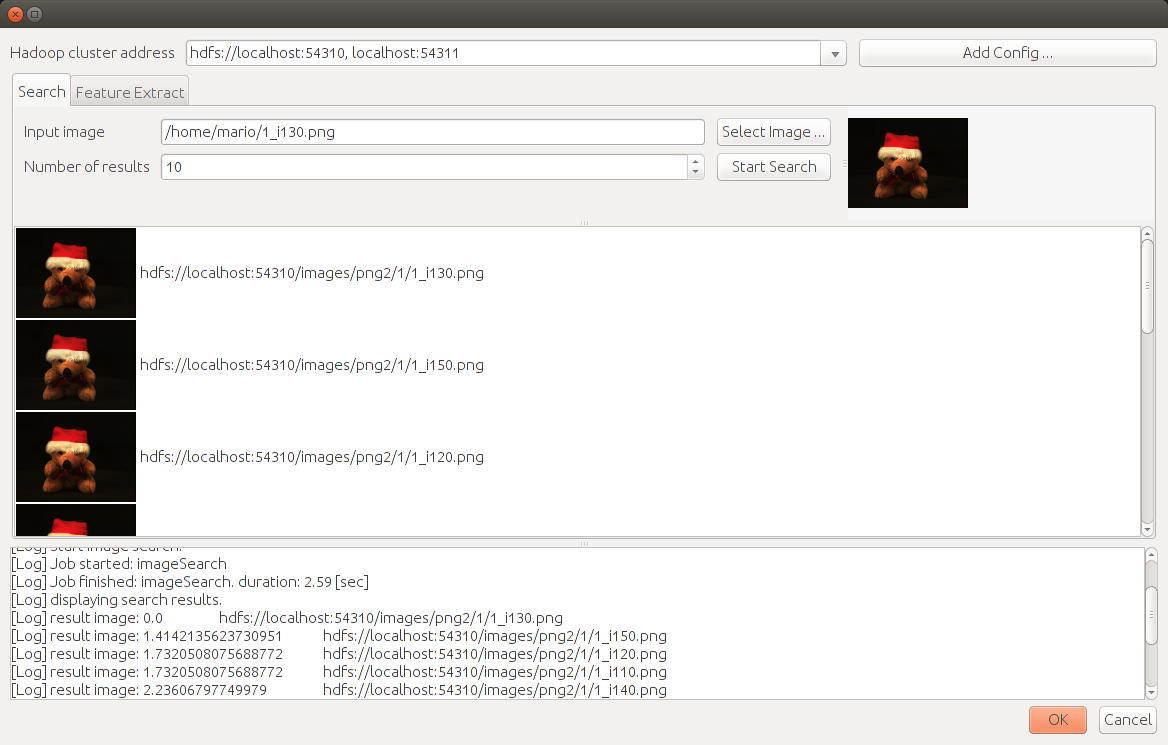 Hadoop cluster address hdfs://localhost:54310, localhost:54311 Add Config ...
Search Feature Extract
Input image /home/mario/1_i130.png Select Image ...
Number of results 10 Start Search
hdfs://localhost:54310/images/png2/1/1_i130.png
hdfs://localhost:54310/images/png2/1/1_i150.png
hdfs://localhost:54310/images/png2/1/1_i120.png
[Log] Start image search.
[Log] Job started: imageSearch
[Log] Job finished: imageSearch. duration: 2.59 [sec]
[Log] displaying search results.
[Log] result image: 0.0 hdfs://localhost:54310/images/png2/1/1_i130.png
[Log] result image: 1.4142135623730951 hdfs://localhost:54310/images/png2/1/1_i150.png
[Log] result image: 1.7320508075688772 hdfs://localhost:54310/images/png2/1/1_i120.png
[Log] result image: 1.7320508075688772 hdfs://localhost:54310/images/png2/1/1_i110.png
[Log] result image: 2.23606797749979 hdfs://localhost:54310/images/png2/1/1_i140.png
OK Cancel